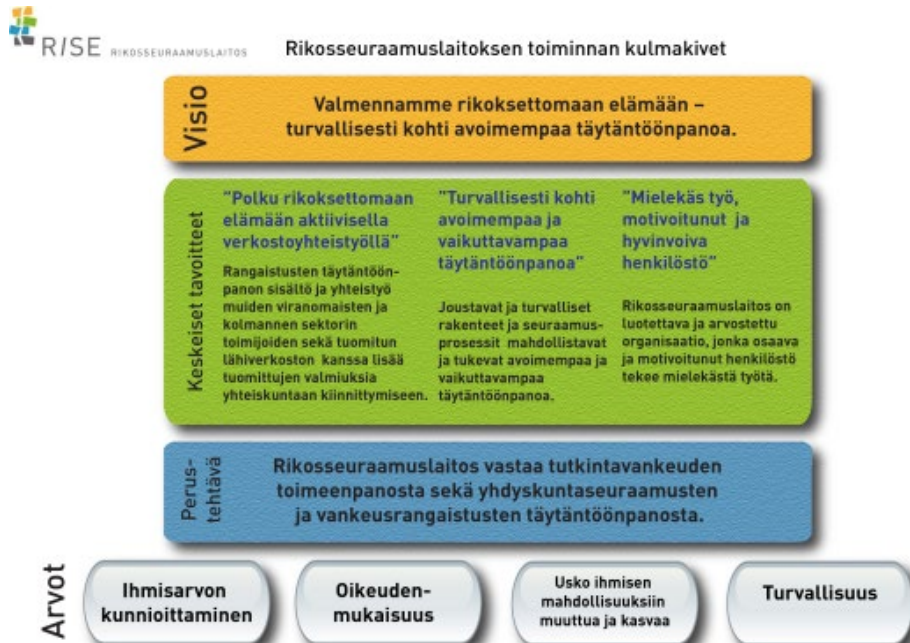 RISE RIKOSSEURAAMUSLAITOS
Rikosseuraamuslaitoksen toiminnan kulmakivet
Visio
Valmennamme rikoksettomaan elämään –
turvallisesti kohti avoimempaa täytäntöönpanoa.
Keskeiset tavoitteet
"Polku rikoksettomaan
elämään aktiivisella
verkostoyhteistyöllä"
Rangaistusten täytäntöön-
panon sisältö ja yhteistyö
muiden viranomaisten ja
kolmannen sektorin
toimijoiden sekä tuomitun
lähiverkoston kanssa lisää
tuomittujen valmiuksia
yhteiskuntaan kiinnittymiseen.
"Turvallisesti kohti
avoimempaa ja
vaikuttavampaa
täytäntöönpanoa"
Joustavat ja turvalliset
rakenteet ja seuraamus-
prosessit mahdollistavat
ja tukevat avoimempaa ja
vaikuttavampaa
täytäntöönpanoa.
"Mielekäs työ,
motivoitunut ja
hyvinvoiva
henkilöstö"
Rikosseuraamuslaitos on
luotettava ja arvostettu
organisaatio, jonka osaava
ja motivoitunut henkilöstö
tekee mielekästä työtä.
Perus-
tehtävä
Rikosseuraamuslaitos vastaa tutkintavankeuden
toimeenpanosta sekä yhdyskuntaseuraamusten
ja vankeusrangaistusten täytäntöönpanosta.
Arvot
Ihmisarvon
kunnioittaminen
Oikeuden-
mukaisuus
Usko ihmisen
mahdollisuuksiin
muuttua ja kasvaa
Turvallisuus